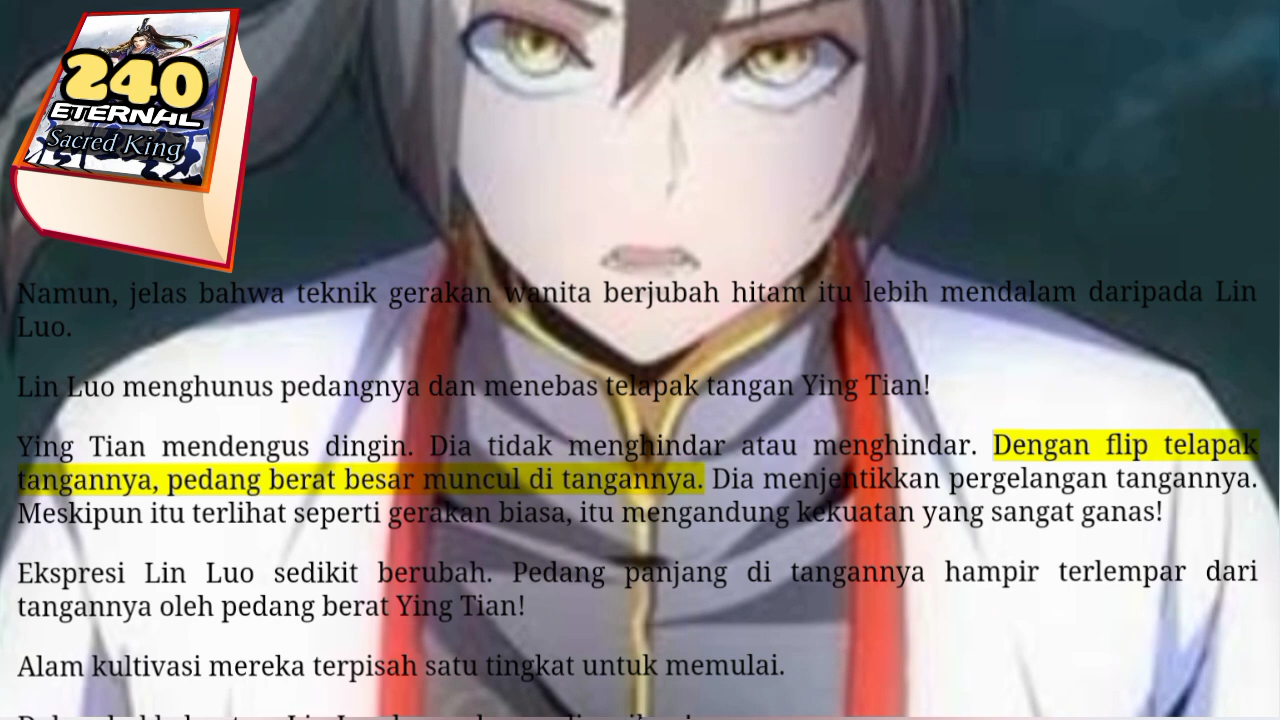 240
ETERNAL
Sacred King
Namun, jelas bahwa teknik gerakan wanita berjubah hitam itu lebih mendalam daripada Lin
Luo.
Lin Luo menghunus pedangnya dan menebas telapak tangan Ying Tian!
Ying Tian mendengus dingin. Dia tidak menghindar atau menghindar. Dengan flip telapak
tangannya, pedang berat besar muncul di tangannya. Dia menjentikkan pergelangan tangannya.
Meskipun itu terlihat seperti gerakan biasa, itu mengandung kekuatan yang sangat ganas!
Ekspresi Lin Luo sedikit berubah. Pedang panjang di tangannya hampir terlempar dari
tangannya oleh pedang berat Ying Tian!
Alam kultivasi mereka terpisah satu tingkat untuk memulai.